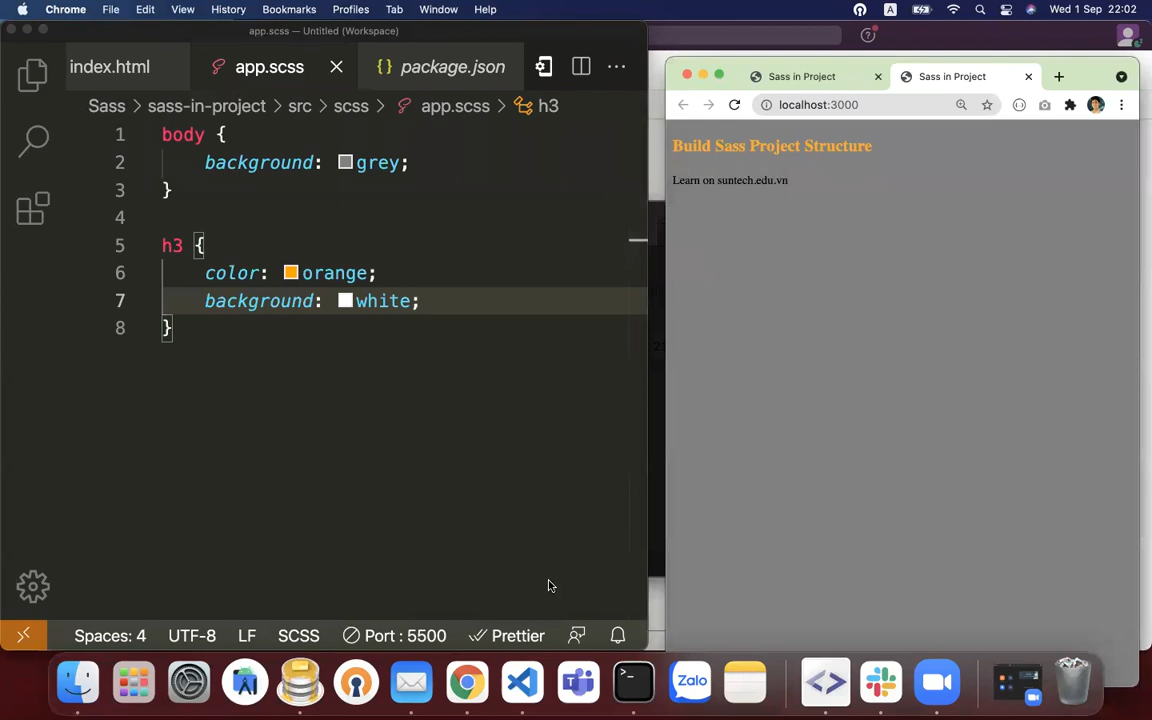 Chrome File Edit View History Bookmarks Profiles Tab Window Help A Wed 1 Sep 22:02
app.scss — Untitled (Workspace)
index.html app.scss {} package.json
Sass > sass-in-project > src > scss > app.scss > h3
1 body {
2 background: grey;
3 }
4
5 h3 {
6 color: orange;
7 background: white;
8 }
Spaces: 4 UTF-8 LF SCSS Port : 5500 Prettier
Sass in Project Sass in Project
localhost:3000
Build Sass Project Structure
Learn on suntech.edu.vn
Zalo